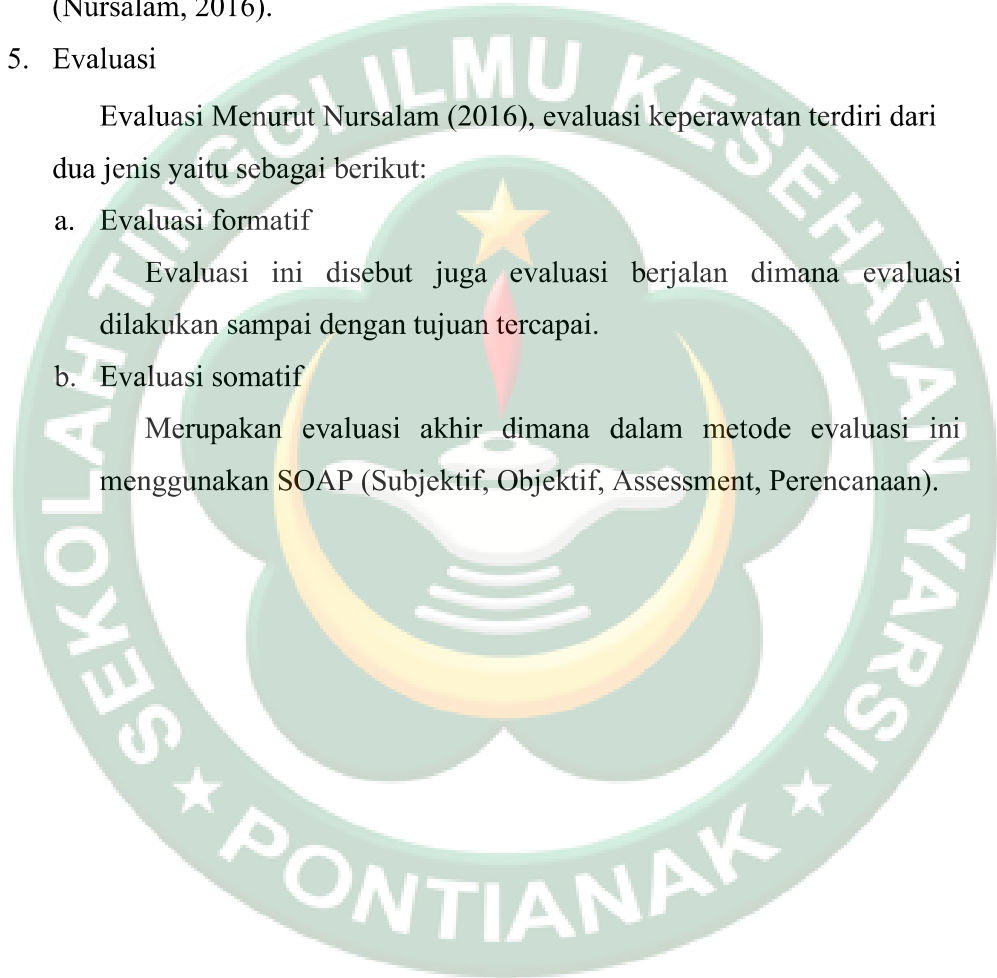 (Nursalam, 2016).
5. Evaluasi
Evaluasi Menurut Nursalam (2016), evaluasi keperawatan terdiri dari
dua jenis yaitu sebagai berikut:
a. Evaluasi formatif
Evaluasi ini disebut juga evaluasi berjalan dimana evaluasi
dilakukan sampai dengan tujuan tercapai.
b. Evaluasi somatif
Merupakan evaluasi akhir dimana dalam metode evaluasi ini
menggunakan SOAP (Subjektif, Objektif, Assessment, Perencanaan).
SEKOLAH TINGGI ILMU KESEHATAN YARSI
PONTIANAK